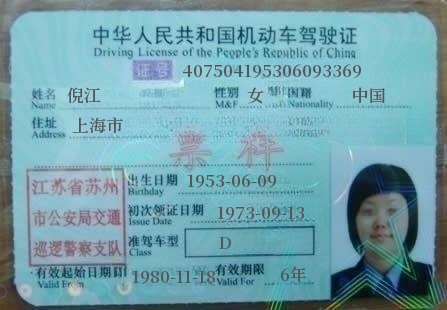 中华人民共和国机动车驾驶证
Driving License of the People's Republic of China
证号 407504195306093369
姓名 倪江 性别 女 国籍 中国
Name M&F Nationality
住址 上海市
Address
票样
出生日期 1953-06-09
Birthday
江苏省苏州
市公安局交通
巡逻警察支队
初次领证日期 1973-09-13
Issue Date
准驾车型 D
Class
有效起始日期 1980-11-18 有效期限 6年
Valid From Valid For